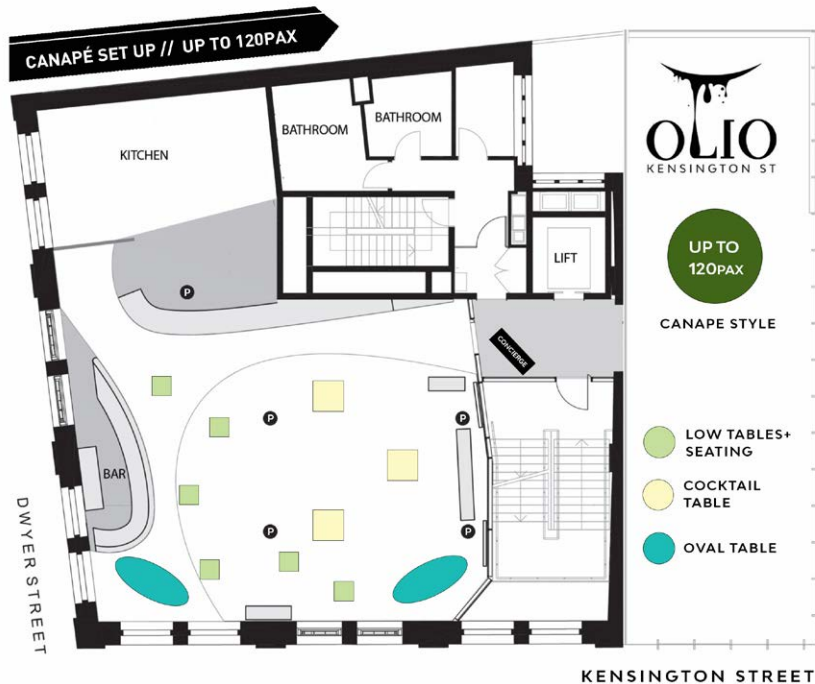 CANAPÉ SET UP // UP TO 120PAX
OLIO
KENSINGTON ST
BATHROOM
BATHROOM
KITCHEN
LIFT
UP TO
120PAX
CANAPE STYLE
P
CONCIERGE
P
P
LOW TABLES+
SEATING
BAR
COCKTAIL
TABLE
P
P
OVAL TABLE
DWYER STREET
KENSINGTON STREET